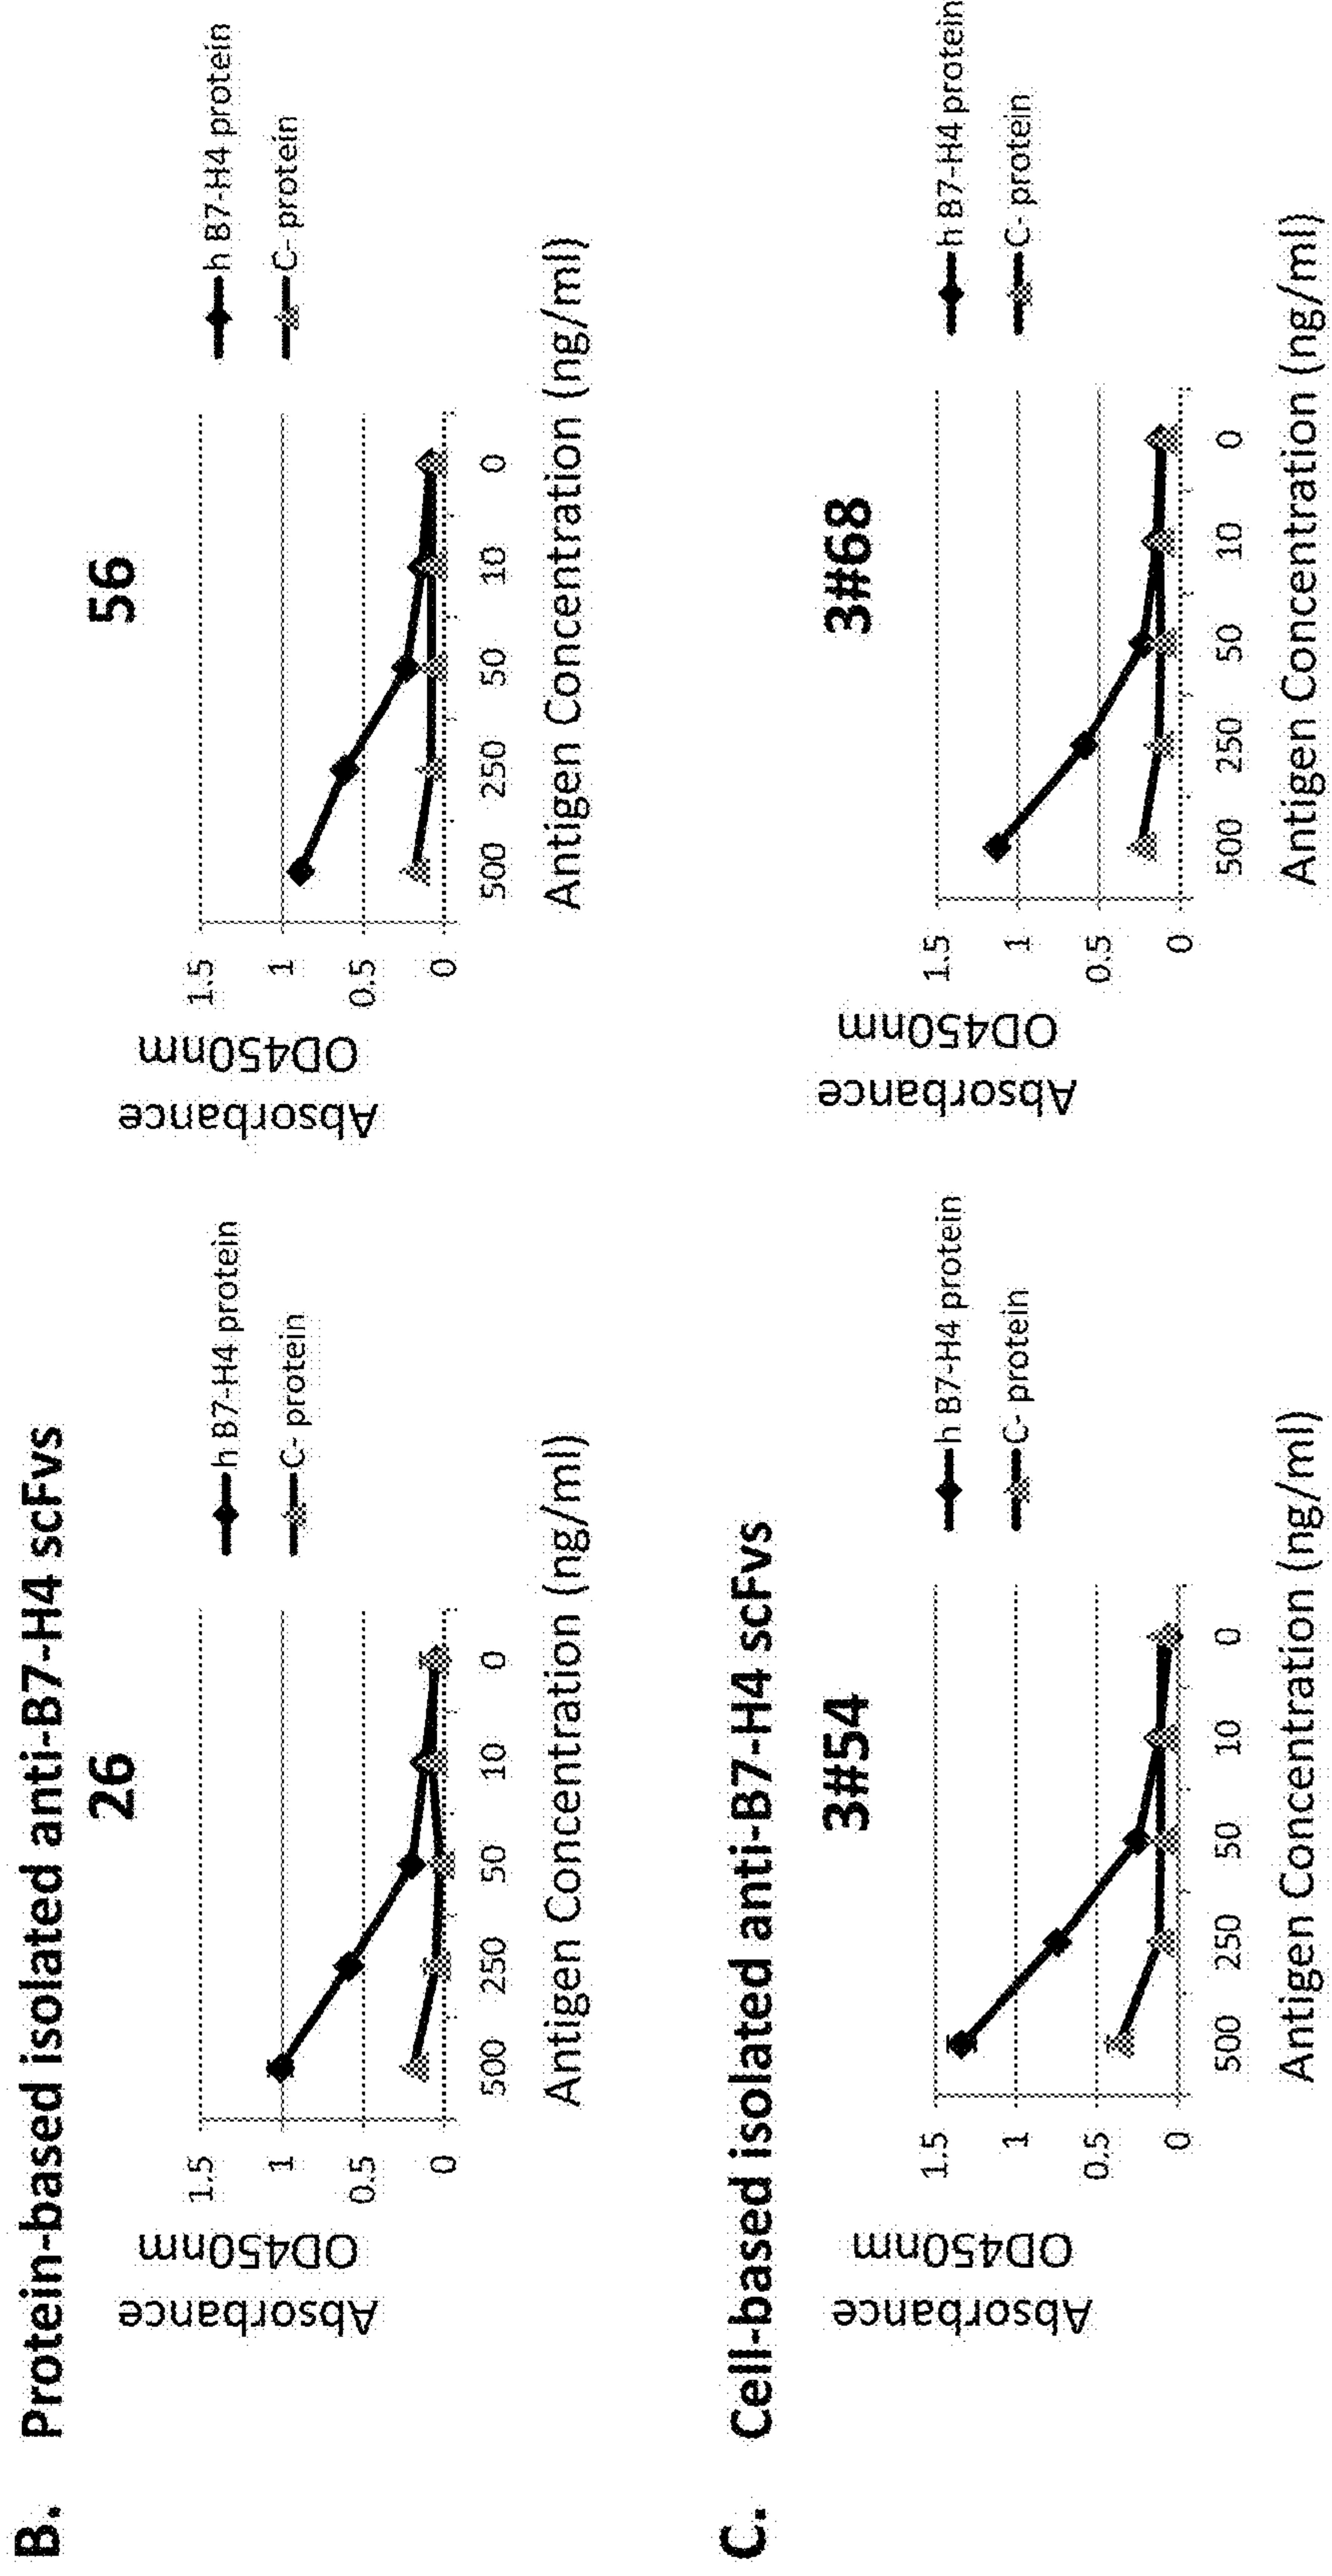 B. Protein-based isolated anti-B7-H4 scFvs
26
Absorbance
OD450nm
1.5
1
0.5
0
500 250 50 10 0
Antigen Concentration (ng/ml)
h B7-H4 protein
C- protein
56
Absorbance
OD450nm
1.5
1
0.5
0
500 250 50 10 0
Antigen Concentration (ng/ml)
h B7-H4 protein
C- protein
C. Cell-based isolated anti-B7-H4 scFvs
3#54
Absorbance
OD450nm
1.5
1
0.5
0
500 250 50 10 0
Antigen Concentration (ng/ml)
h B7-H4 protein
C- protein
3#68
Absorbance
OD450nm
1.5
1
0.5
0
500 250 50 10 0
Antigen Concentration (ng/ml)
h B7-H4 protein
C- protein